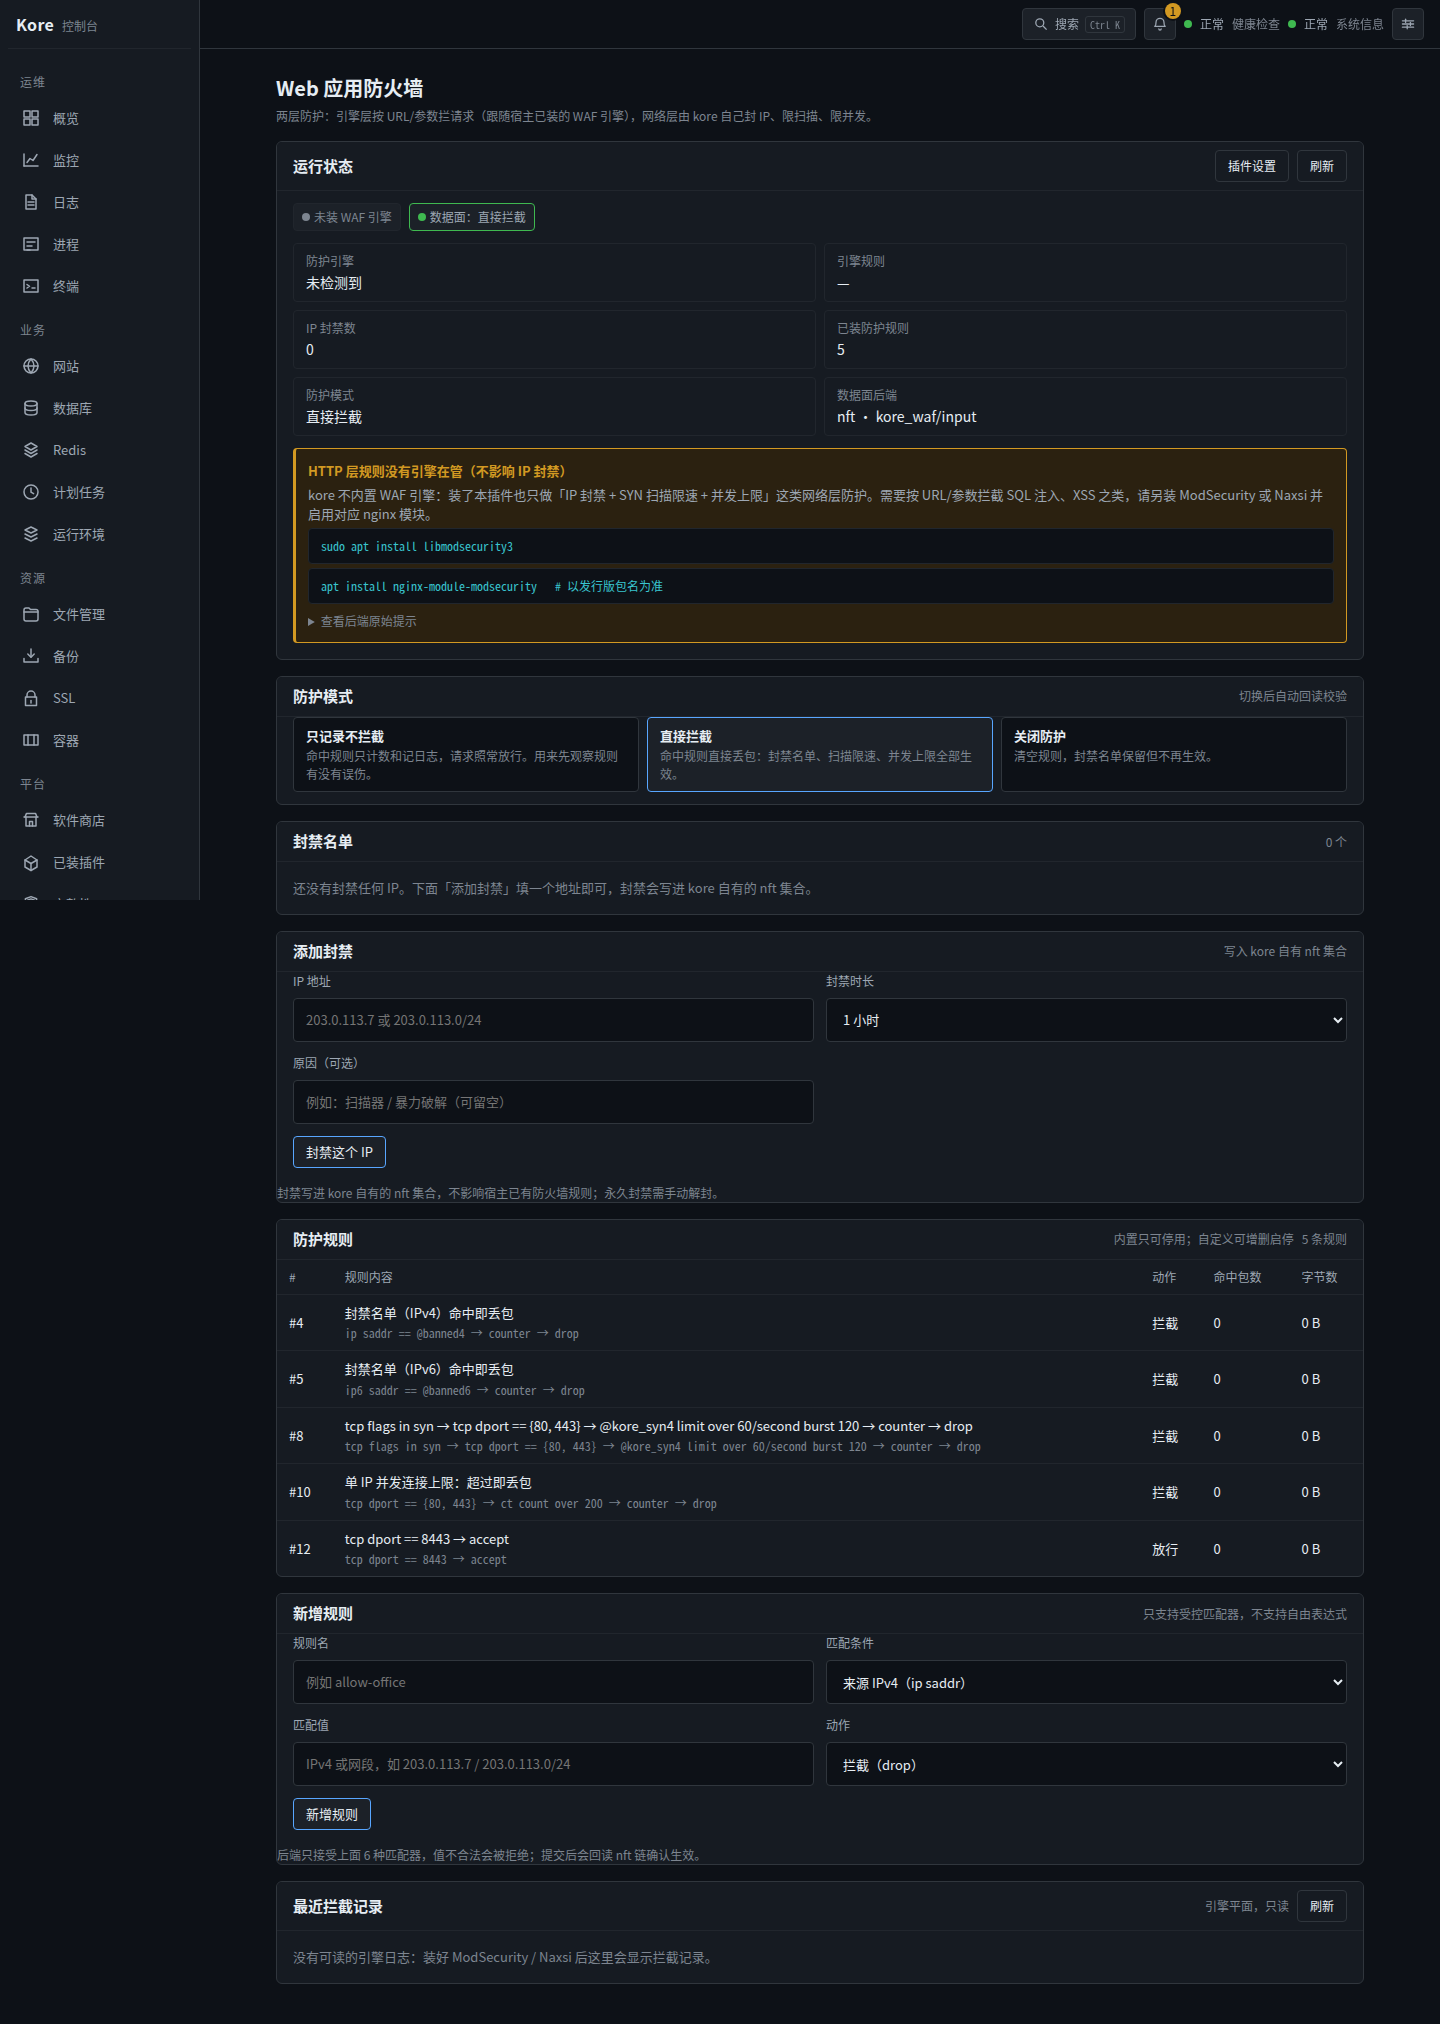 Kore 控制台
搜索 Ctrl K
1
正常 健康检查
正常 系统信息
运维
概览
监控
日志
进程
终端
业务
网站
数据库
Redis
计划任务
运行环境
资源
文件管理
备份
SSL
容器
平台
软件商店
已装插件
Web 应用防火墙
两层防护：引擎层按 URL/参数拦请求（跟随宿主已装的 WAF 引擎），网络层由 kore 自己封 IP、限扫描、限并发。
运行状态
插件设置
刷新
未装 WAF 引擎
数据面：直接拦截
防护引擎
未检测到
引擎规则
—
IP 封禁数
0
已装防护规则
5
防护模式
直接拦截
数据面后端
nft · kore_waf/input
HTTP 层规则没有引擎在管（不影响 IP 封禁）
kore 不内置 WAF 引擎：装了本插件也只做「IP 封禁 + SYN 扫描限速 + 并发上限」这类网络层防护。需要按 URL/参数拦截 SQL 注入、XSS 之类，请另装 ModSecurity 或 Naxsi 并
启用对应 nginx 模块。
sudo apt install libmodsecurity3
apt install nginx-module-modsecurity # 以发行版包名为准
▶ 查看后端原始提示
防护模式
切换后自动回读校验
只记录不拦截
命中规则只计数和记日志，请求照常放行。用来先观察规则
有没有误伤。
直接拦截
命中规则直接丢包：封禁名单、扫描限速、并发上限全部生
效。
关闭防护
清空规则，封禁名单保留但不再生效。
封禁名单
0 个
还没有封禁任何 IP。下面「添加封禁」填一个地址即可，封禁会写进 kore 自有的 nft 集合。
添加封禁
写入 kore 自有 nft 集合
IP 地址
203.0.113.7 或 203.0.113.0/24
封禁时长
1 小时
原因（可选）
例如：扫描器 / 暴力破解（可留空）
封禁这个 IP
封禁写进 kore 自有的 nft 集合，不影响宿主已有防火墙规则；永久封禁需手动解封。
防护规则
内置只可停用；自定义可增删启停 5 条规则
# 规则内容 动作 命中包数 字节数
#4 封禁名单（IPv4）命中即丢包 拦截 0 0 B
ip saddr == @banned4 → counter → drop
#5 封禁名单（IPv6）命中即丢包 拦截 0 0 B
ip6 saddr == @banned6 → counter → drop
#8 tcp flags in syn → tcp dport == {80, 443} → @kore_syn4 limit over 60/second burst 120 → counter → drop 拦截 0 0 B
tcp flags in syn → tcp dport == {80, 443} → @kore_syn4 limit over 60/second burst 120 → counter → drop
#10 单 IP 并发连接上限：超过即丢包 拦截 0 0 B
tcp dport == {80, 443} → ct count over 200 → counter → drop
#12 tcp dport == 8443 → accept 放行 0 0 B
tcp dport == 8443 → accept
新增规则
只支持受控匹配器，不支持自由表达式
规则名
例如 allow-office
匹配条件
来源 IPv4（ip saddr）
匹配值
IPv4 或网段，如 203.0.113.7 / 203.0.113.0/24
动作
拦截（drop）
新增规则
后端只接受上面 6 种匹配器，值不合法会被拒绝；提交后会回读 nft 链确认生效。
最近拦截记录
引擎平面，只读
刷新
没有可读的引擎日志：装好 ModSecurity / Naxsi 后这里会显示拦截记录。